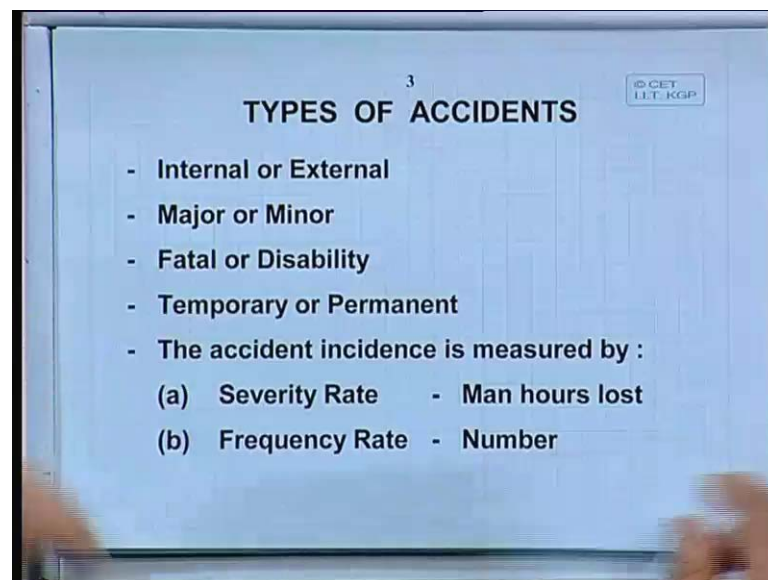 3
© CET
I.I.T. KGP
TYPES OF ACCIDENTS
- Internal or External
- Major or Minor
- Fatal or Disability
- Temporary or Permanent
- The accident incidence is measured by :
(a) Severity Rate - Man hours lost
(b) Frequency Rate - Number